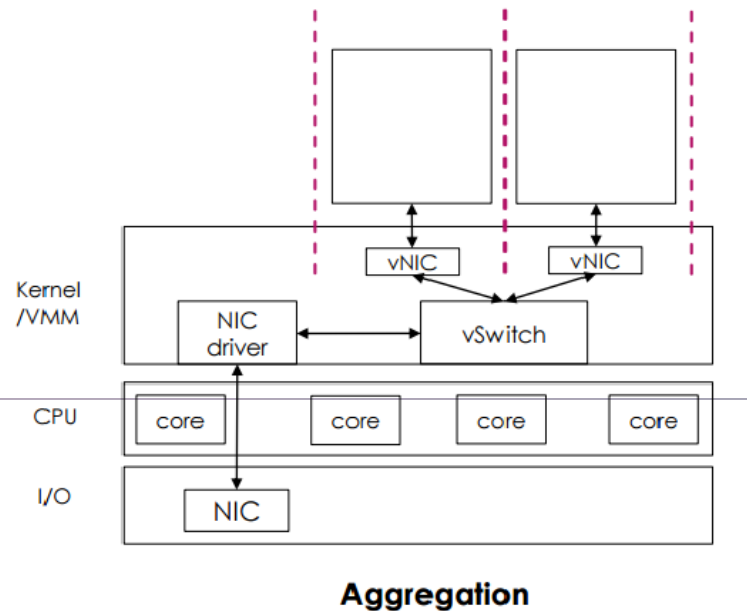 vNIC
vNIC
Kernel
/VMM
NIC
driver
vSwitch
CPU
core
core
core
core
I/O
NIC
Aggregation